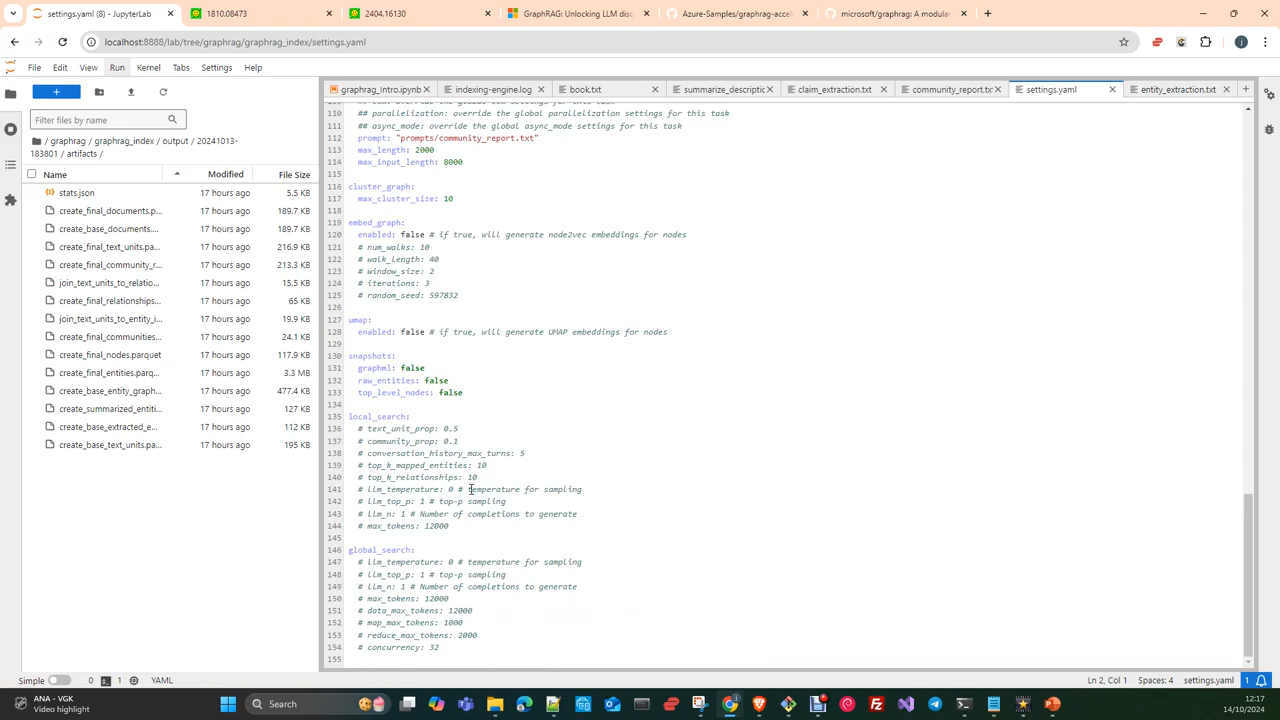 settings.yaml (8) - JupyterLab
1810.08473
2404.16130
GraphRAG: Unlocking LLM disc
Azure-Samples/graphrag-accele
microsoft/graphrag: A modular
localhost:8888/lab/tree/graphrag/graphrag_index/settings.yaml
File Edit View Run Kernel Tabs Settings Help
Filter files by name
/ graphrag / graphrag_index / output / 20241013-
183801 / artifacts /
Name Modified File Size
stats.json 17 hours ago 5.5 KB
create_final_documents.p... 17 hours ago 189.7 KB
create_base_documents.... 17 hours ago 189.7 KB
create_final_text_units.pa... 17 hours ago 216.9 KB
create_final_community_r... 17 hours ago 213.3 KB
join_text_units_to_relatio... 17 hours ago 15.5 KB
create_final_relationships... 17 hours ago 65 KB
join_text_units_to_entity_i... 17 hours ago 19.9 KB
create_final_communities... 17 hours ago 24.1 KB
create_final_nodes.parquet 17 hours ago 117.9 KB
create_final_entities.parq... 17 hours ago 3.3 MB
create_base_entity_graph... 17 hours ago 477.4 KB
create_summarized_entiti... 17 hours ago 127 KB
create_base_extracted_e... 17 hours ago 112 KB
create_base_text_units.pa... 17 hours ago 195 KB
graphrag_Intro.ipynb
indexing-engine.log
book.txt
summarize_descriptic
claim_extraction.txt
community_report.txt
settings.yaml
entity_extraction.txt
110 ## parallelization: override the global parallelization settings for this task
111 ## async_mode: override the global async_mode settings for this task
112 prompt: "prompts/community_report.txt"
113 max_length: 2000
114 max_input_length: 8000
115
116 cluster_graph:
117 max_cluster_size: 10
118
119 embed_graph:
120 enabled: false # if true, will generate node2vec embeddings for nodes
121 # num_walks: 10
122 # walk_length: 40
123 # window_size: 2
124 # iterations: 3
125 # random_seed: 597832
126
127 umap:
128 enabled: false # if true, will generate UMAP embeddings for nodes
129
130 snapshots:
131 graphml: false
132 raw_entities: false
133 top_level_nodes: false
134
135 local_search:
136 # text_unit_prop: 0.5
137 # community_prop: 0.1
138 # conversation_history_max_turns: 5
139 # top_k_mapped_entities: 10
140 # top_k_relationships: 10
141 # llm_temperature: 0 # temperature for sampling
142 # llm_top_p: 1 # top-p sampling
143 # llm_n: 1 # Number of completions to generate
144 # max_tokens: 12000
145
146 global_search:
147 # llm_temperature: 0 # temperature for sampling
148 # llm_top_p: 1 # top-p sampling
149 # llm_n: 1 # Number of completions to generate
150 # max_tokens: 12000
151 # data_max_tokens: 12000
152 # map_max_tokens: 1000
153 # reduce_max_tokens: 2000
154 # concurrency: 32
155
Simple 0 1 YAML Ln 2, Col 1 Spaces: 4 settings.yaml 1
ANA - VGK
Video highlight
Search
12:17
14/10/2024